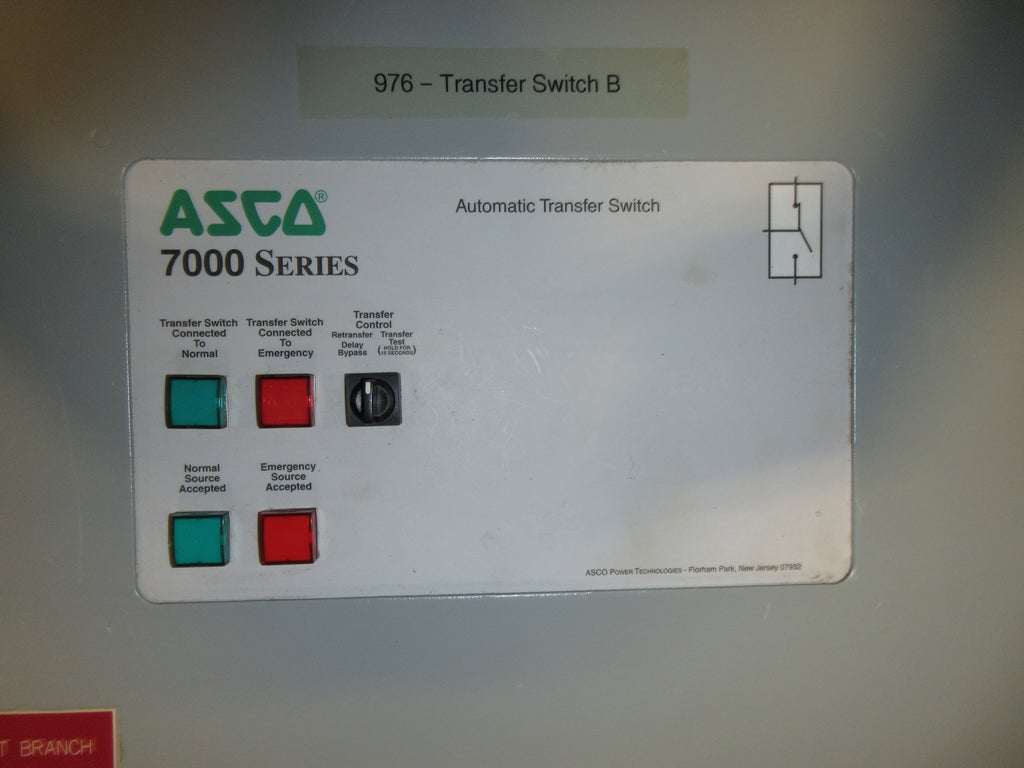 976 – Transfer Switch B
ASCO®
Automatic Transfer Switch
7000 SERIES
Transfer Switch
Connected
To
Normal
Transfer Switch
Connected
To
Emergency
Transfer
Control
Retransfer
Delay
Bypass
Transfer
Test
(HOLD FOR
15 SECONDS)
Normal
Source
Accepted
Emergency
Source
Accepted
ASCO POWER TECHNOLOGIES - Florham Park, New Jersey 07932
T BRANCH